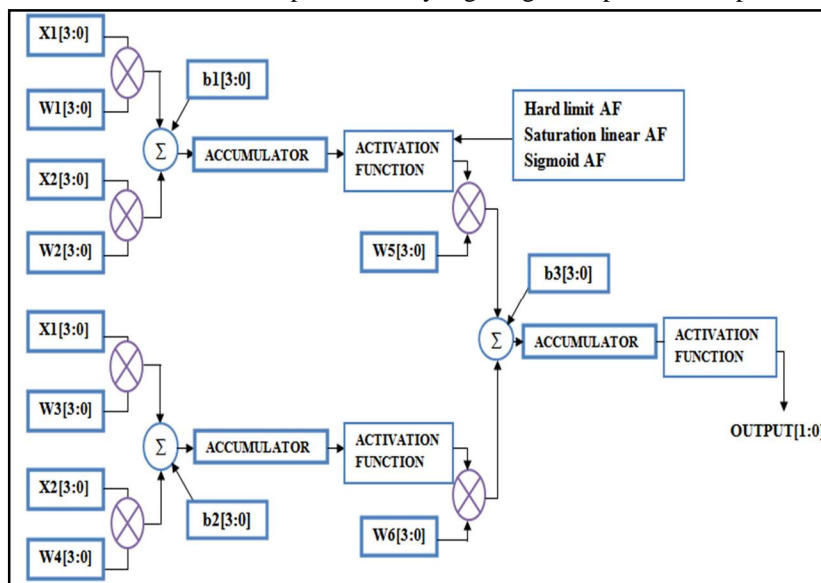 X1[3:0]
W1[3:0]
b1[3:0]
Σ
ACCUMULATOR
ACTIVATION
FUNCTION
Hard limit AF
Saturation linear AF
Sigmoid AF
X2[3:0]
W2[3:0]
W5[3:0]
b3[3:0]
X1[3:0]
W3[3:0]
Σ
ACCUMULATOR
ACTIVATION
FUNCTION
OUTPUT[1:0]
Σ
ACCUMULATOR
ACTIVATION
FUNCTION
X2[3:0]
W4[3:0]
b2[3:0]
W6[3:0]